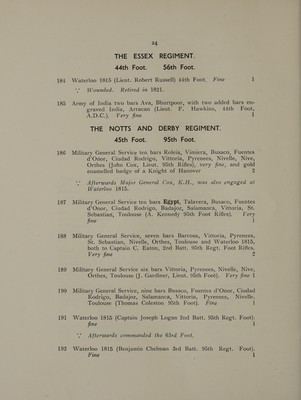 24
THE ESSEX REGIMENT.
44th Foot. 56th Foot.
184 Waterloo 1815 (Lieut. Robert Russell) 44th Foot. Fine 1
*** Wounded. Retired in 1821.
185 Army of India two bars Ava, Bhurtpoor, with two added bars en-
graved India, Arracan (Lieut. F. Hawkins, 44th Foot,
A.D.C.). Very fine 1
THE NOTTS AND DERBY REGIMENT.
45th Foot. 95th Foot.
186 Military General Service ten bars Roleia, Vimiera, Busaco, Fuentes
d'Onor, Ciudad Rodrigo, Vittoria, Pyrenees, Nivelle, Nive,
Orthes (John Cox, Lieut. 95th Rifles), very fine, and gold
enamelled badge of a Knight of Hanover 2
*** Afterwards Major General Cox, K.H., was also engaged at
Waterloo 1815.
187 Military General Service ten bars Egypt, Talavera, Busaco, Fuentes
d'Onor, Ciudad Rodrigo, Badajoz, Salamanca, Vittoria, St.
Sebastian, Toulouse (A. Kennedy 95th Foot Rifles). Very
fine 1
188 Military General Service, seven bars Barrosa, Vittoria, Pyrenees,
St. Sebastian, Nivelle, Orthes, Toulouse and Waterloo 1815,
both to Captain C. Eaton, 2nd Batt. 95th Regt. Foot Rifles.
Very fine 2
189 Military General Service six bars Vittoria, Pyrenees, Nivelle, Nive,
Orthes, Toulouse (J. Gardiner, Lieut. 95th Foot). Very fine 1
190 Military General Service, nine bars Busaco, Fuentes d'Onor, Ciudad
Rodrigo, Badajoz, Salamanca, Vittoria, Pyrenees, Nivelle,
Toulouse (Thomas Coleston 95th Foot). Fine 1
191 Waterloo 1815 (Captain Joseph Logan 2nd Batt. 95th Regt. Foot).
fine 1
*** Afterwards commanded the 63rd Foot.
192 Waterloo 1815 (Benjamin Chelman 3rd Batt. 95th Regt. Foot).
Fine 1